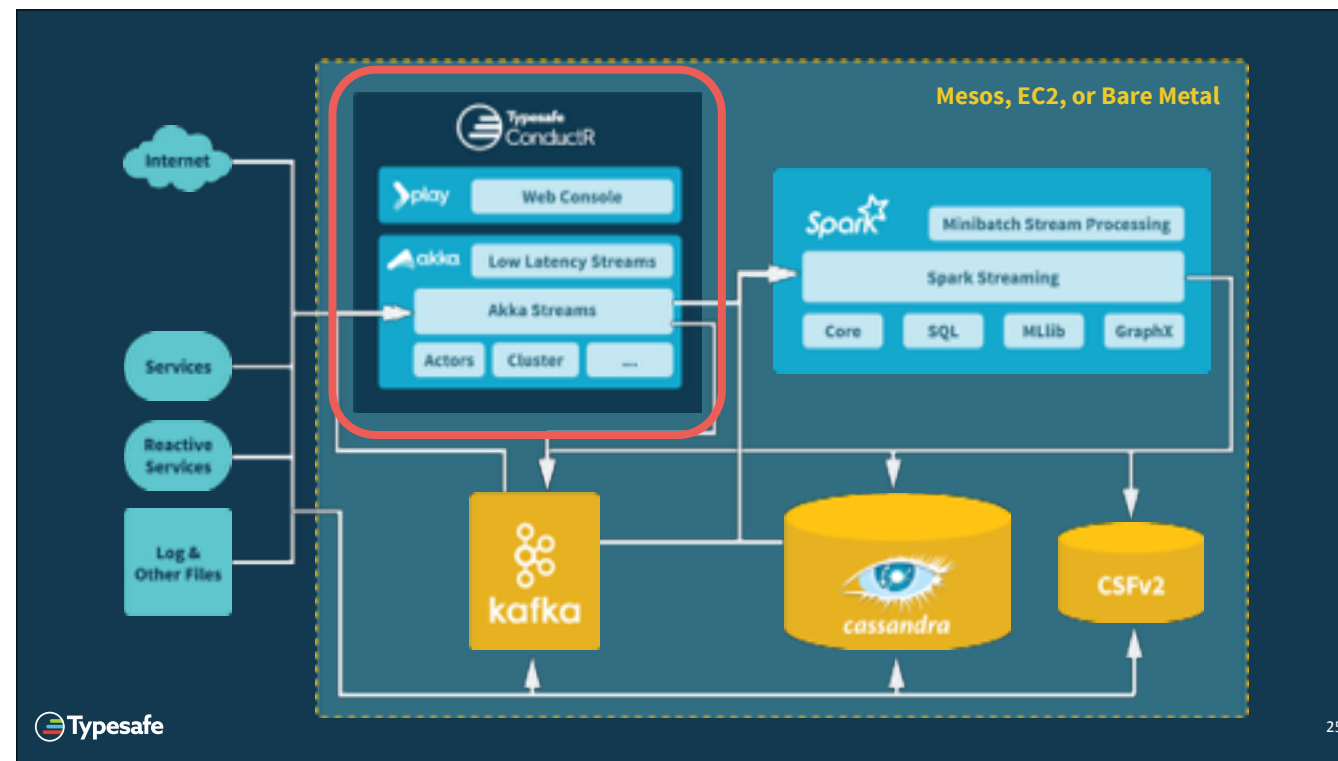 Mesos, EC2, or Bare Metal
Typesafe
ConductR
play
Web Console
akka
Low Latency Streams
Akka Streams
Actors
Cluster
....
Spark
Minibatch Stream Processing
Spark Streaming
Core
SQL
MLlib
GraphX
Internet
Services
Reactive
Services
Log &
Other Files
kafka
cassandra
CSFv2
Typesafe
25